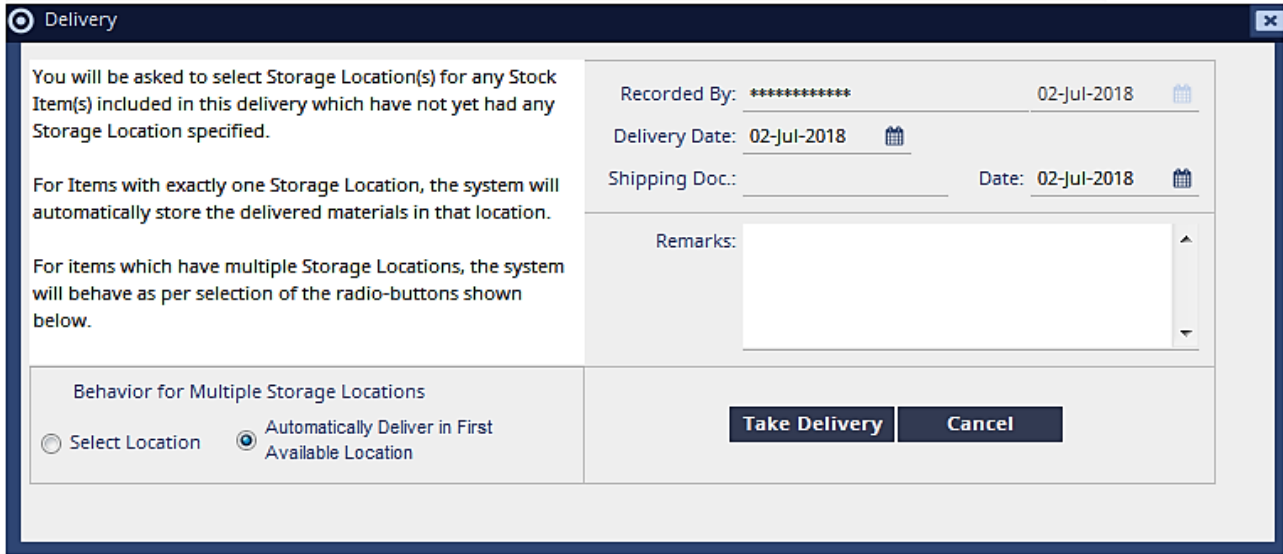 Delivery
You will be asked to select Storage Location(s) for any Stock
Item(s) included in this delivery which have not yet had any
Storage Location specified.
For Items with exactly one Storage Location, the system will
automatically store the delivered materials in that location.
For items which have multiple Storage Locations, the system
will behave as per selection of the radio-buttons shown
below.
Behavior for Multiple Storage Locations
Select Location
Automatically Deliver in First
Available Location
Recorded By: ************ 02-Jul-2018
Delivery Date: 02-Jul-2018
Shipping Doc.: Date: 02-Jul-2018
Remarks:
Take Delivery Cancel